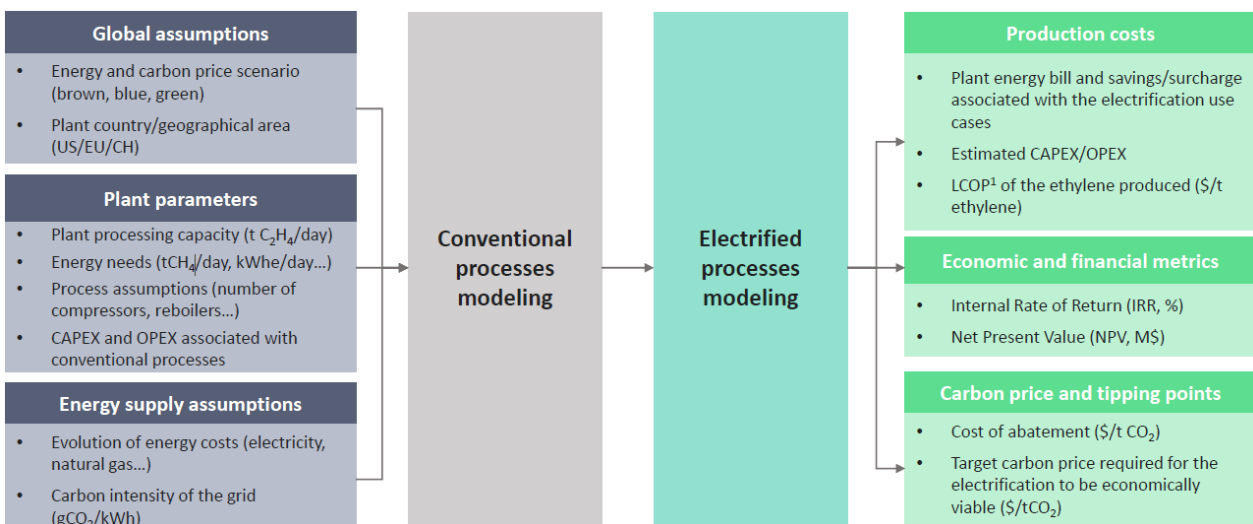 Global assumptions
• Energy and carbon price scenario
(brown, blue, green)
• Plant country/geographical area
(US/EU/CH)
Plant parameters
• Plant processing capacity (t C₂H₄/day)
• Energy needs (tCH₄/day, kWhe/day…)
• Process assumptions (number of
compressors, reboilers…)
• CAPEX and OPEX associated with
conventional processes
Energy supply assumptions
• Evolution of energy costs (electricity,
natural gas…)
• Carbon intensity of the grid
(gCO₂/kWh)
Conventional
processes
modeling
Electrified
processes
modeling
Production costs
• Plant energy bill and savings/surcharge
associated with the electrification use
cases
• Estimated CAPEX/OPEX
• LCOP¹ of the ethylene produced ($/t
ethylene)
Economic and financial metrics
• Internal Rate of Return (IRR, %)
• Net Present Value (NPV, M$)
Carbon price and tipping points
• Cost of abatement ($/t CO₂)
• Target carbon price required for the
electrification to be economically
viable ($/tCO₂)